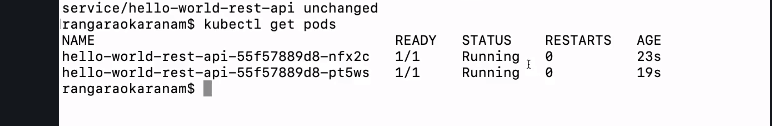 service/hello-world-rest-api unchanged
rangaraokaranam$ kubectl get pods
NAME READY STATUS RESTARTS AGE
hello-world-rest-api-55f57889d8-nfx2c 1/1 Running 0 23s
hello-world-rest-api-55f57889d8-pt5ws 1/1 Running 0 19s
rangaraokaranam$